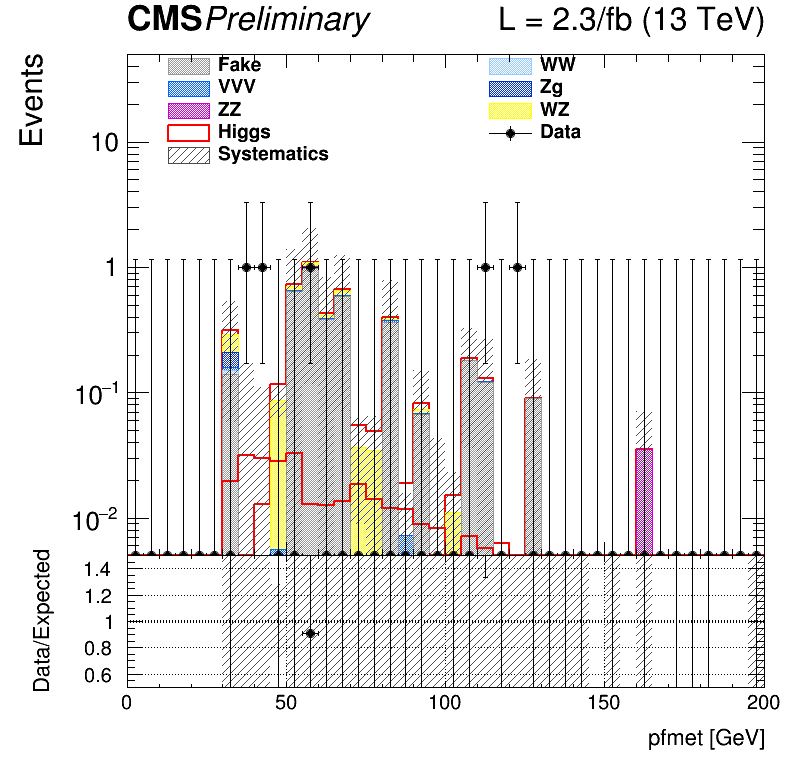 CMS Preliminary L = 2.3/fb (13 TeV)
Events
Fake WW
VVV Zg
ZZ WZ
Higgs Data
Systematics
10
1
10−1
10−2
Data/Expected
1.4
1.2
1
0.8
0.6
0 50 100 150 200
pfmet [GeV]